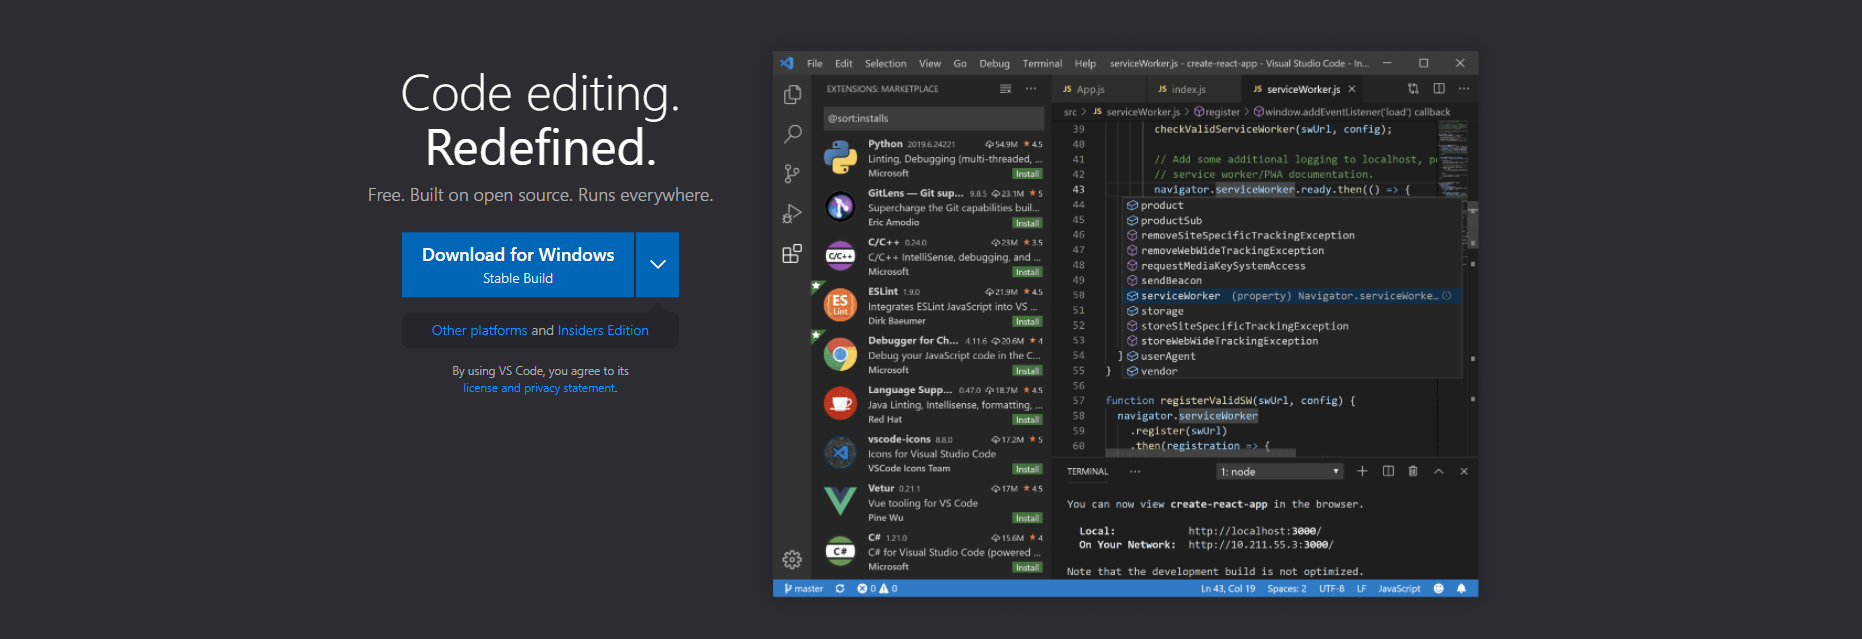 Code editing.
Redefined.
Free. Built on open source. Runs everywhere.
Download for Windows
Stable Build
Other platforms and Insiders Edition
By using VS Code, you agree to its
license and privacy statement.
File Edit Selection View Go Debug Terminal Help serviceWorker.js - create-react-app - Visual Studio Code - In...
EXTENSIONS: MARKETPLACE
@sort:installs
Python 2019.6.24221 54.9M 4.5
Linting, Debugging (multi-threaded, ...
Microsoft Install
GitLens — Git sup... 9.8.5 23.1M 5
Supercharge the Git capabilities buil...
Eric Amodio Install
C/C++
C/C++ 0.24.0 23M 3.5
C/C++ IntelliSense, debugging, and ...
Microsoft Install
ES
Lint
ESLint 1.9.0 21.9M 4.5
Integrates ESLint JavaScript into VS ...
Dirk Baeumer Install
Debugger for Ch... 4.11.6 20.6M 4
Debug your JavaScript code in the C...
Microsoft Install
Language Supp... 0.47.0 18.7M 4.5
Java Linting, Intellisense, formatting, ...
Red Hat Install
vscode-icons 8.8.0 17.2M 5
Icons for Visual Studio Code
VSCode Icons Team Install
Vetur 0.21.1 17M 4.5
Vue tooling for VS Code
Pine Wu Install
C#
C# 1.21.0 15.6M 4
C# for Visual Studio Code (powered ...
Microsoft Install
JS App.js JS index.js JS serviceWorker.js
src > JS serviceWorker.js > register > window.addEventListener('load') callback
39 checkValidServiceWorker(swUrl, config);
40
41 // Add some additional logging to localhost, p
42 // service worker/PWA documentation.
43 navigator.serviceWorker.ready.then(() => {
44 product
45 productSub
46 removeSiteSpecificTrackingException
47 removeWebWideTrackingException
48 requestMediaKeySystemAccess
49 sendBeacon
50 serviceWorker (property) Navigator.serviceWorke...
51 storage
52 storeSiteSpecificTrackingException
53 storeWebWideTrackingException
54 } userAgent
55 } vendor
56
57 function registerValidSW(swUrl, config) {
58 navigator.serviceWorker
59 .register(swUrl)
60 .then(registration => {
TERMINAL ... 1: node
You can now view create-react-app in the browser.
Local: http://localhost:3000/
On Your Network: http://10.211.55.3:3000/
Note that the development build is not optimized.
master 0 0 Ln 43, Col 19 Spaces: 2 UTF-8 LF JavaScript